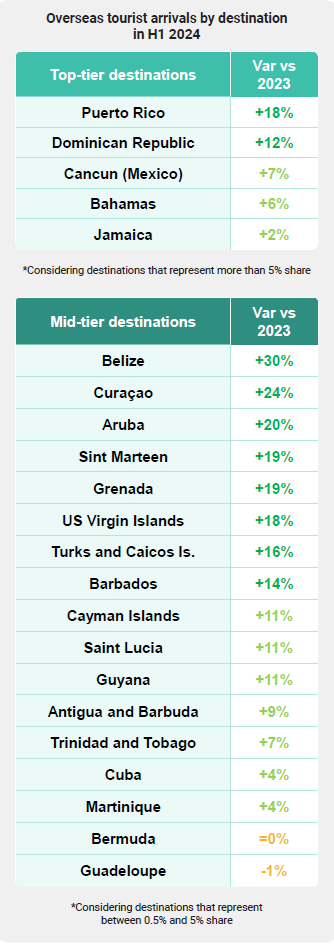 Overseas tourist arrivals by destination
in H1 2024
Top-tier destinations
Var vs
2023
Puerto Rico +18%
Dominican Republic +12%
Cancun (Mexico) +7%
Bahamas +6%
Jamaica +2%
*Considering destinations that represent more than 5% share
Mid-tier destinations
Var vs
2023
Belize +30%
Curaçao +24%
Aruba +20%
Sint Marteen +19%
Grenada +19%
US Virgin Islands +18%
Turks and Caicos Is. +16%
Barbados +14%
Cayman Islands +11%
Saint Lucia +11%
Guyana +11%
Antigua and Barbuda +9%
Trinidad and Tobago +7%
Cuba +4%
Martinique +4%
Bermuda =0%
Guadeloupe -1%
*Considering destinations that represent
between 0.5% and 5% share